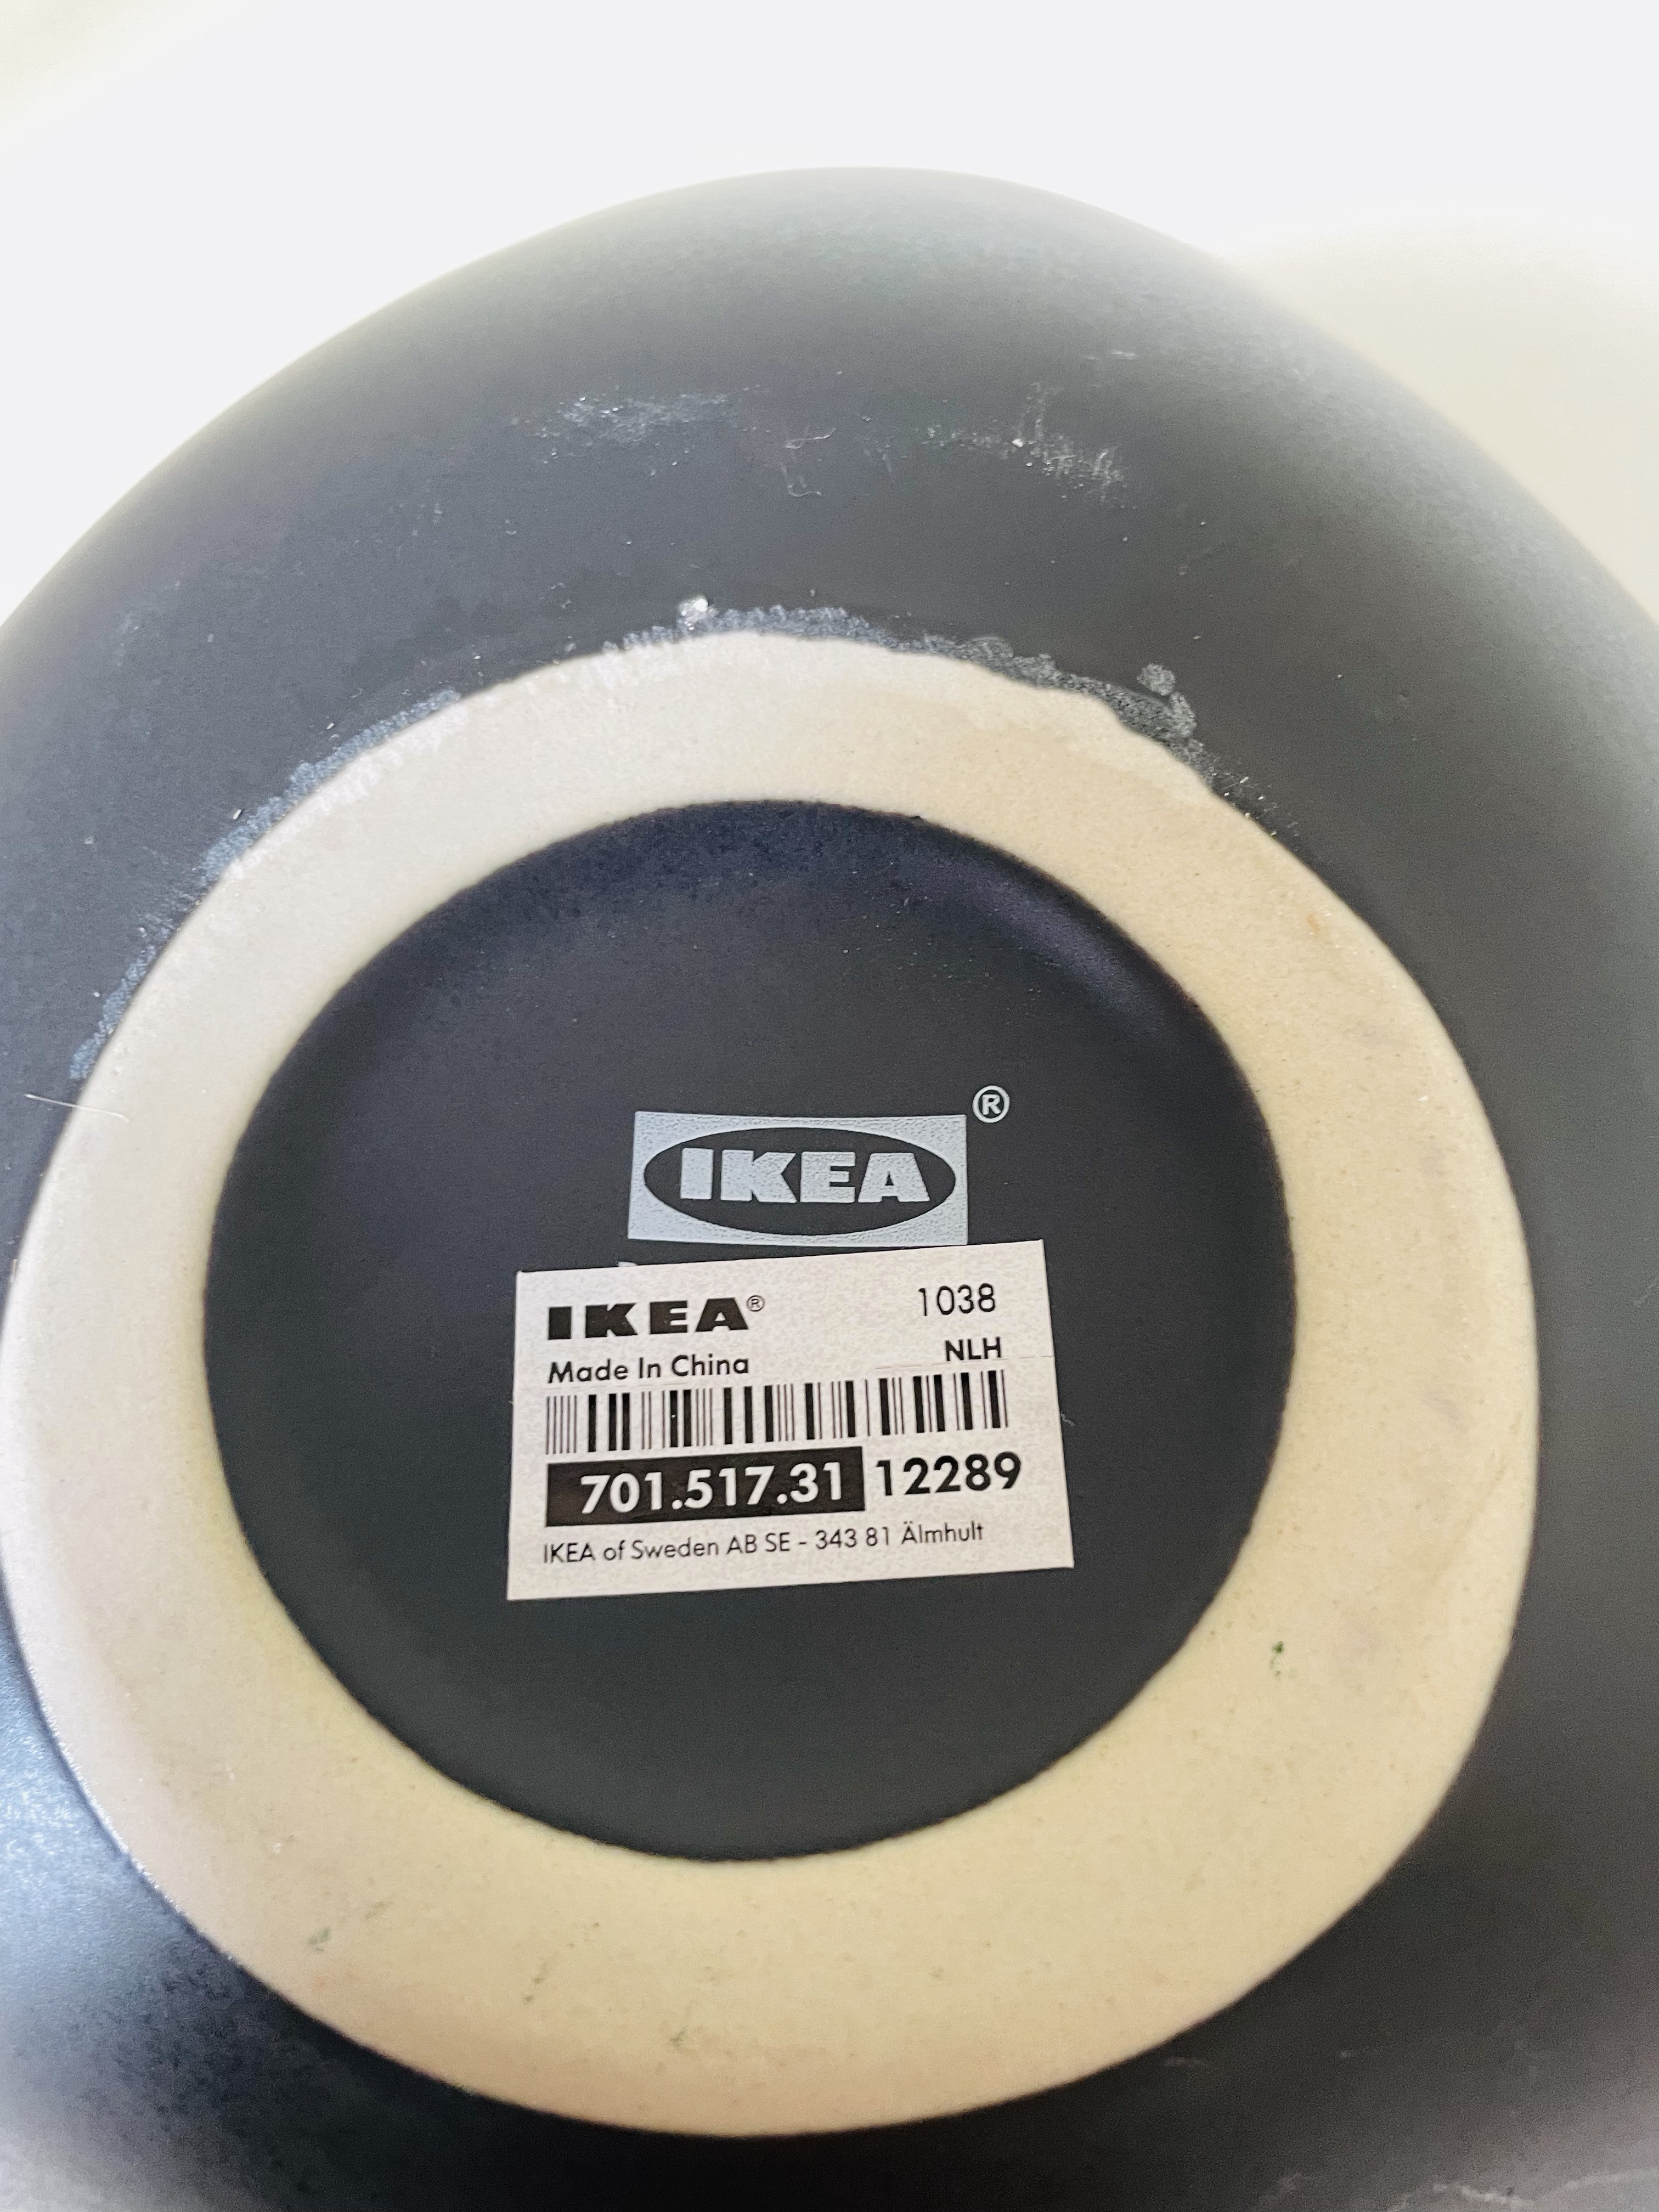 IKEA®
IKEA® 1038
Made In China NLH
701.517.31 12289
IKEA of Sweden AB SE - 343 81 Älmhult